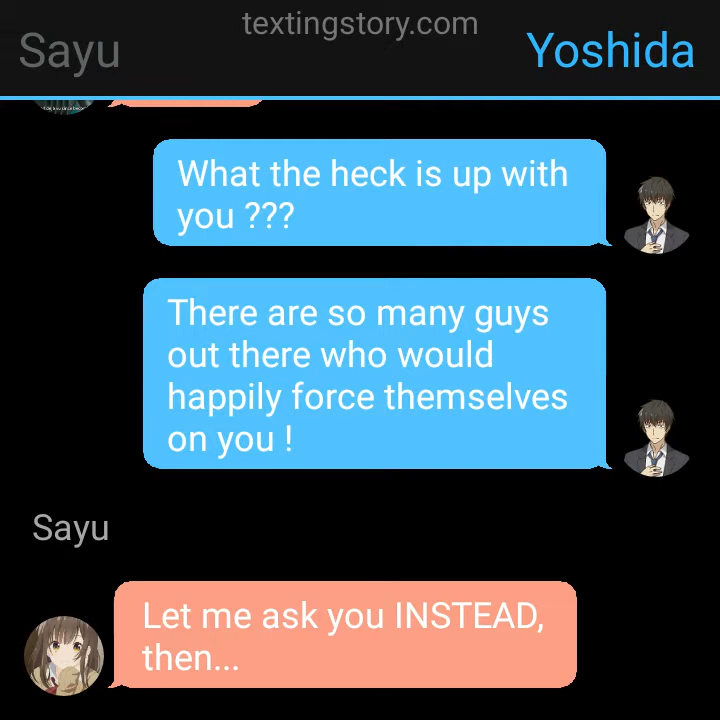 textingstory.com
Sayu
Yoshida
What the heck is up with
you ???
There are so many guys
out there who would
happily force themselves
on you !
Sayu
Let me ask you INSTEAD,
then...